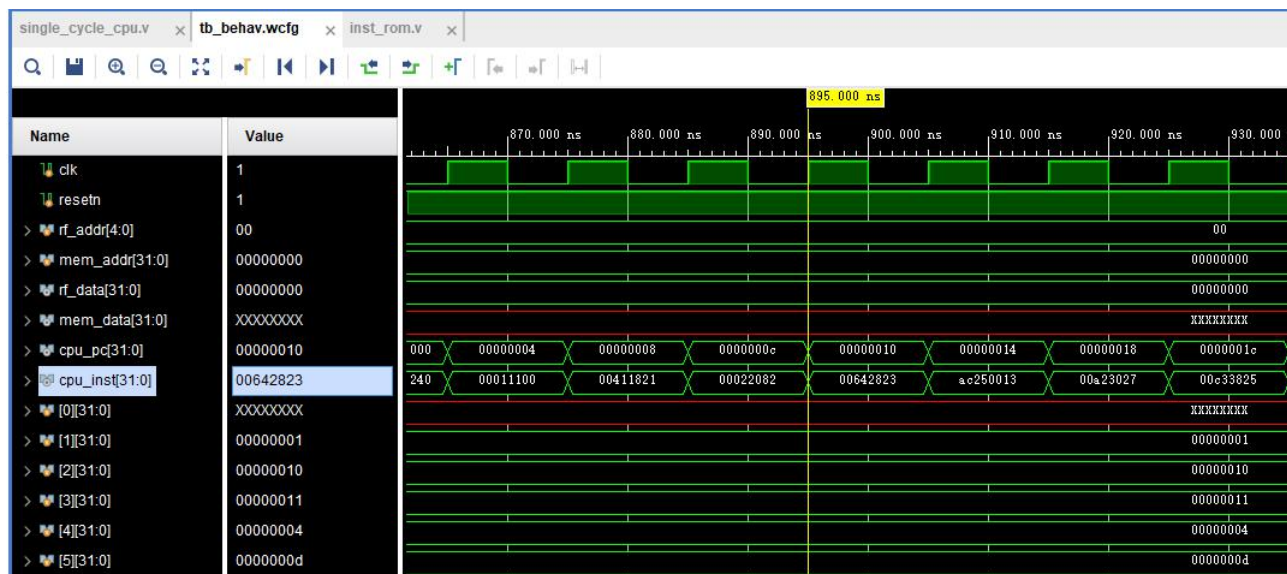 single_cycle_cpu.v × tb_behav.wcfg × inst_rom.v ×
895.000 ns
Name Value 870.000 ns 880.000 ns 890.000 ns 900.000 ns 910.000 ns 920.000 ns 930.000
clk 1
resetn 1
rf_addr[4:0] 00 00
mem_addr[31:0] 00000000 00000000
rf_data[31:0] 00000000 00000000
mem_data[31:0] XXXXXXXX XXXXXXXX
cpu_pc[31:0] 00000010 000 00000004 00000008 0000000c 00000010 00000014 00000018 0000001c
cpu_inst[31:0] 00642823 240 00011100 00411821 00022082 00642823 ac250013 00a23027 00c33825
[0][31:0] XXXXXXXX XXXXXXXX
[1][31:0] 00000001 00000001
[2][31:0] 00000010 00000010
[3][31:0] 00000011 00000011
[4][31:0] 00000004 00000004
[5][31:0] 0000000d 0000000d